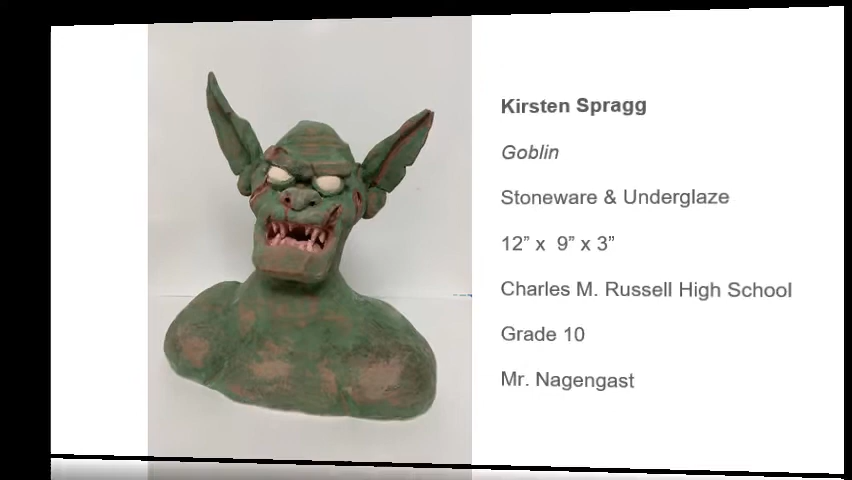 Kirsten Spragg
Goblin
Stoneware & Underglaze
12” x  9” x 3”
Charles M. Russell High School
Grade 10
Mr. Nagengast